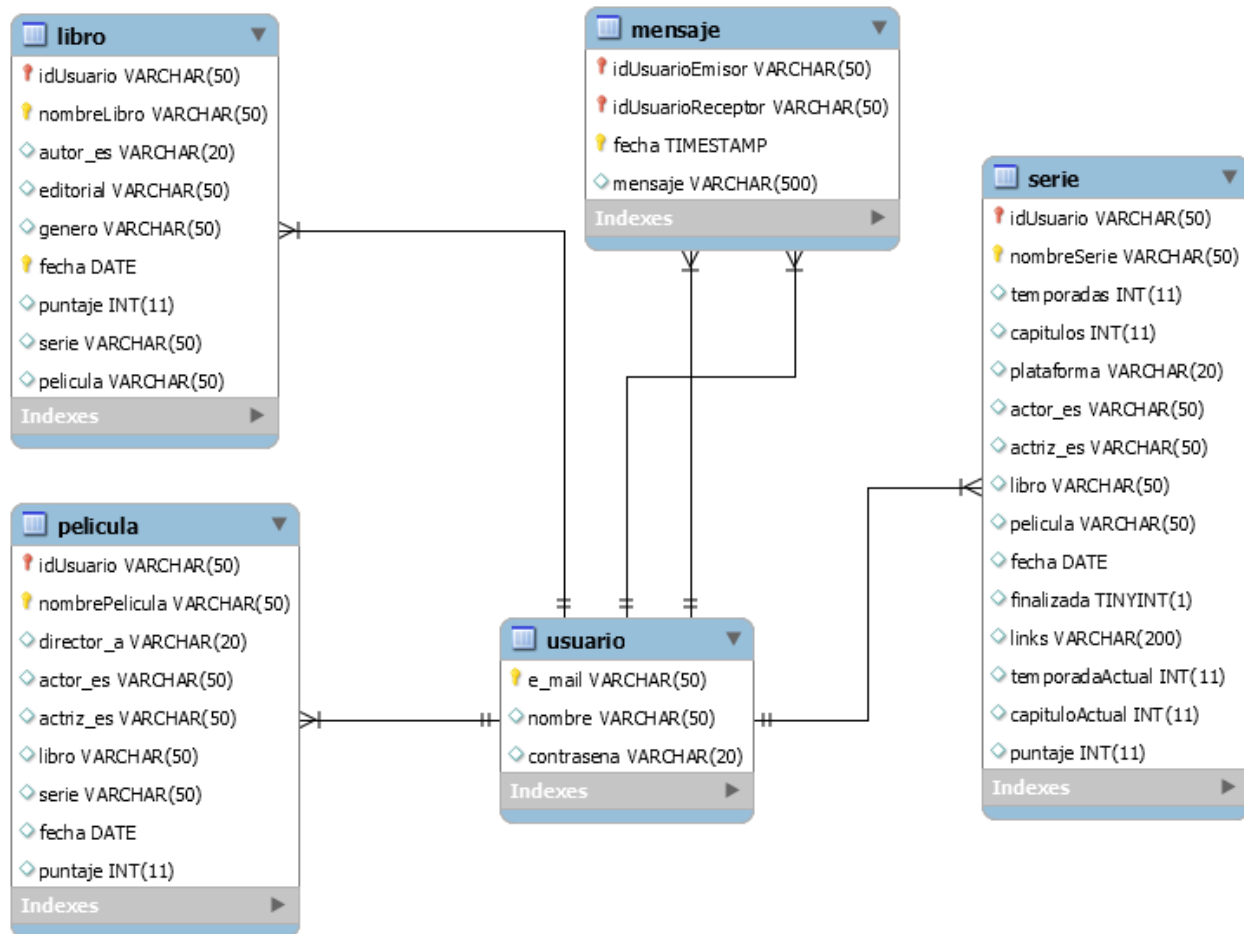 libro
idUsuario VARCHAR(50)
nombreLibro VARCHAR(50)
autor_es VARCHAR(20)
editorial VARCHAR(50)
genero VARCHAR(50)
fecha DATE
puntaje INT(11)
serie VARCHAR(50)
pelicula VARCHAR(50)
Indexes
mensaje
idUsuarioEmisor VARCHAR(50)
idUsuarioReceptor VARCHAR(50)
fecha TIMESTAMP
mensaje VARCHAR(500)
Indexes
serie
idUsuario VARCHAR(50)
nombreSerie VARCHAR(50)
temporadas INT(11)
capitulos INT(11)
plataforma VARCHAR(20)
actor_es VARCHAR(50)
actriz_es VARCHAR(50)
libro VARCHAR(50)
pelicula VARCHAR(50)
fecha DATE
finalizada TINYINT(1)
links VARCHAR(200)
temporadaActual INT(11)
capituloActual INT(11)
puntaje INT(11)
Indexes
pelicula
idUsuario VARCHAR(50)
nombrePelicula VARCHAR(50)
director_a VARCHAR(20)
actor_es VARCHAR(50)
actriz_es VARCHAR(50)
libro VARCHAR(50)
serie VARCHAR(50)
fecha DATE
puntaje INT(11)
Indexes
usuario
e_mail VARCHAR(50)
nombre VARCHAR(50)
contrasena VARCHAR(20)
Indexes